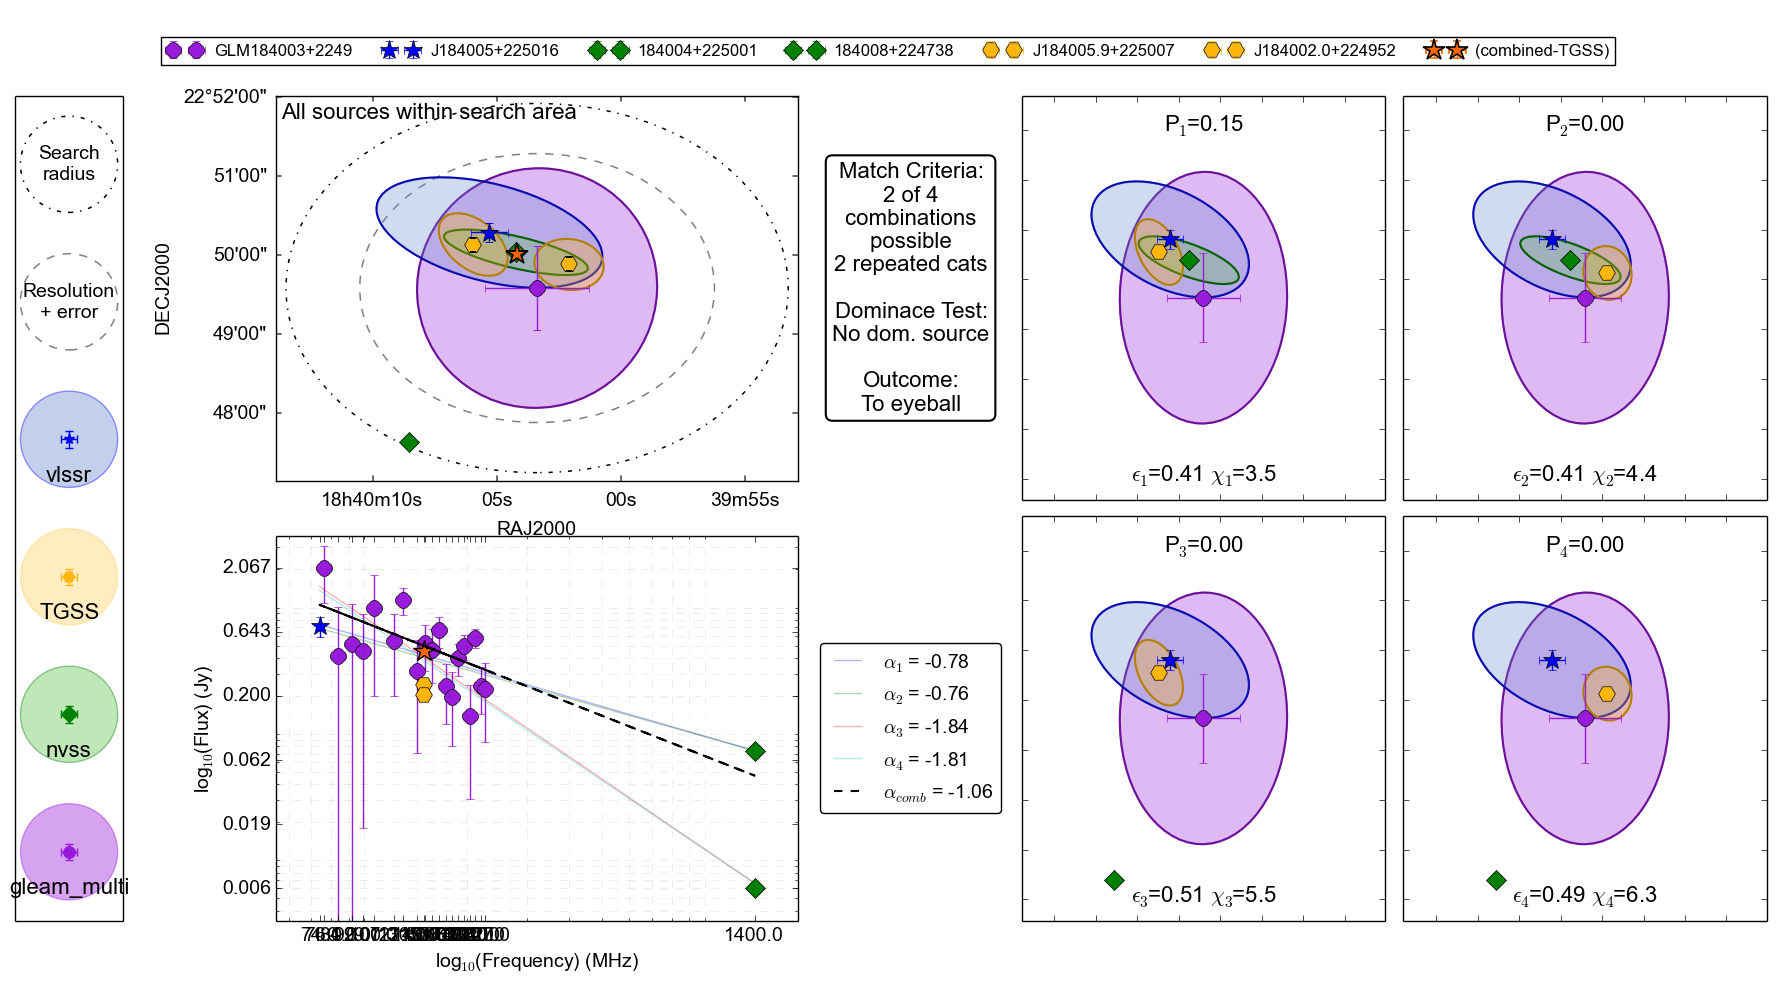 GLM184003+2249 J184005+225016 184004+225001 184008+224738 J184005.9+225007 J184002.0+224952 (combined-TGSS)
Search
radius
Resolution
+ error
vlssr
TGSS
nvss
gleam_multi
All sources within search area
22°52'00"
51'00"
50'00"
49'00"
48'00"
DECJ2000
18h40m10s 05s 00s 39m55s
RAJ2000
Match Criteria:
2 of 4
combinations
possible
2 repeated cats
Dominace Test:
No dom. source
Outcome:
To eyeball
P1=0.15
ϵ1=0.41 χ1=3.5
P2=0.00
ϵ2=0.41 χ2=4.4
2.067
0.643
0.200
0.062
0.019
0.006
log10(Flux) (Jy)
1400.0
log10(Frequency) (MHz)
α1 = -0.78
α2 = -0.76
α3 = -1.84
α4 = -1.81
αcomb = -1.06
P3=0.00
ϵ3=0.51 χ3=5.5
P4=0.00
ϵ4=0.49 χ4=6.3